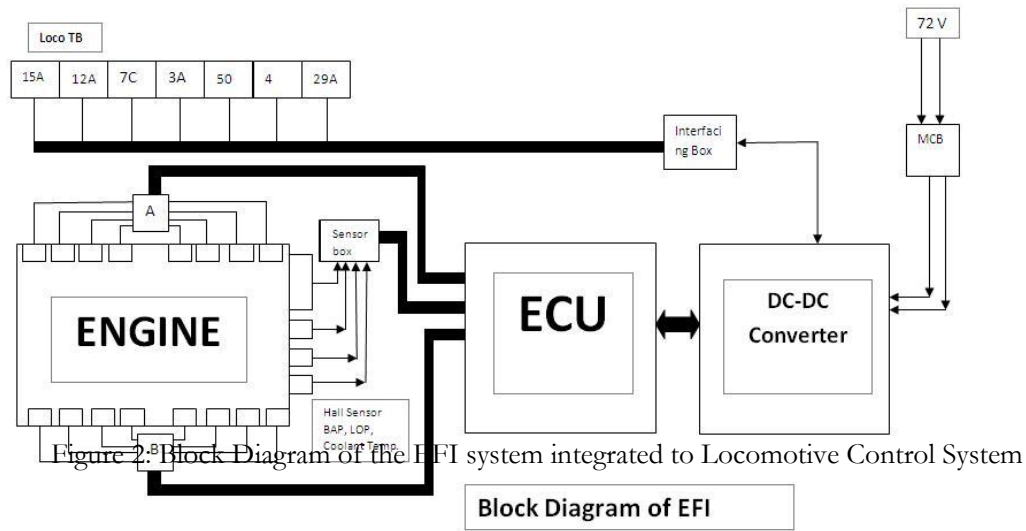 72 V
Loco TB
15A 12A 7C 3A 50 4 29A
Interfaci
ng Box
MCB
A
Sensor
box
ENGINE
ECU
DC-DC
Converter
Hall Sensor
BAP, LOP,
Coolant Temp.
B
Figure 2: Block Diagram of the EFI system integrated to Locomotive Control System
Block Diagram of EFI